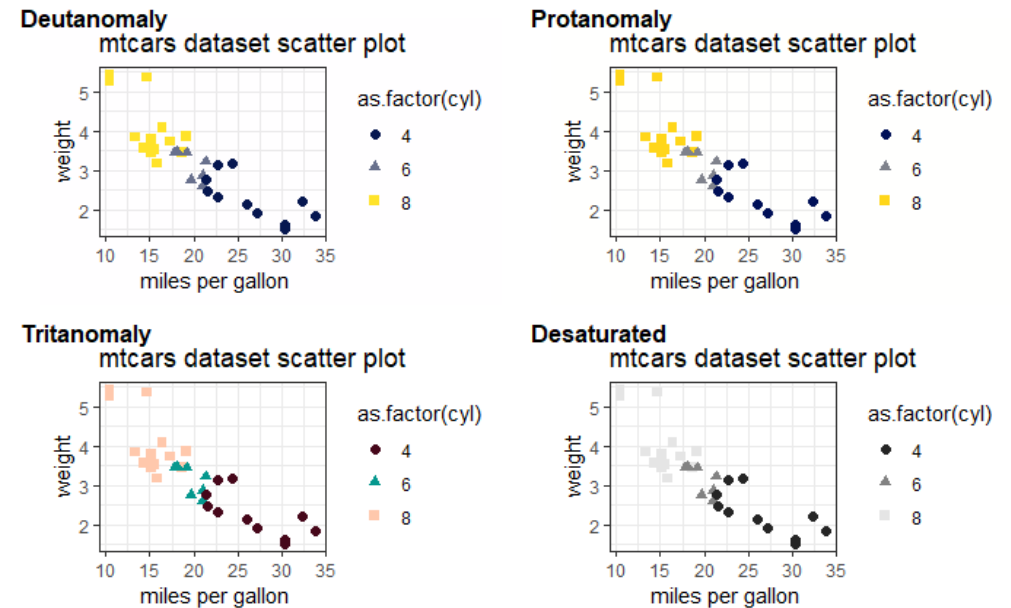 Deutanomaly
mtcars dataset scatter plot
weight
5
4
3
2
10 15 20 25 30 35
miles per gallon
as.factor(cyl)
4
6
8
Protanomaly
mtcars dataset scatter plot
weight
5
4
3
2
10 15 20 25 30 35
miles per gallon
as.factor(cyl)
4
6
8
Tritanomaly
mtcars dataset scatter plot
weight
5
4
3
2
10 15 20 25 30 35
miles per gallon
as.factor(cyl)
4
6
8
Desaturated
mtcars dataset scatter plot
weight
5
4
3
2
10 15 20 25 30 35
miles per gallon
as.factor(cyl)
4
6
8